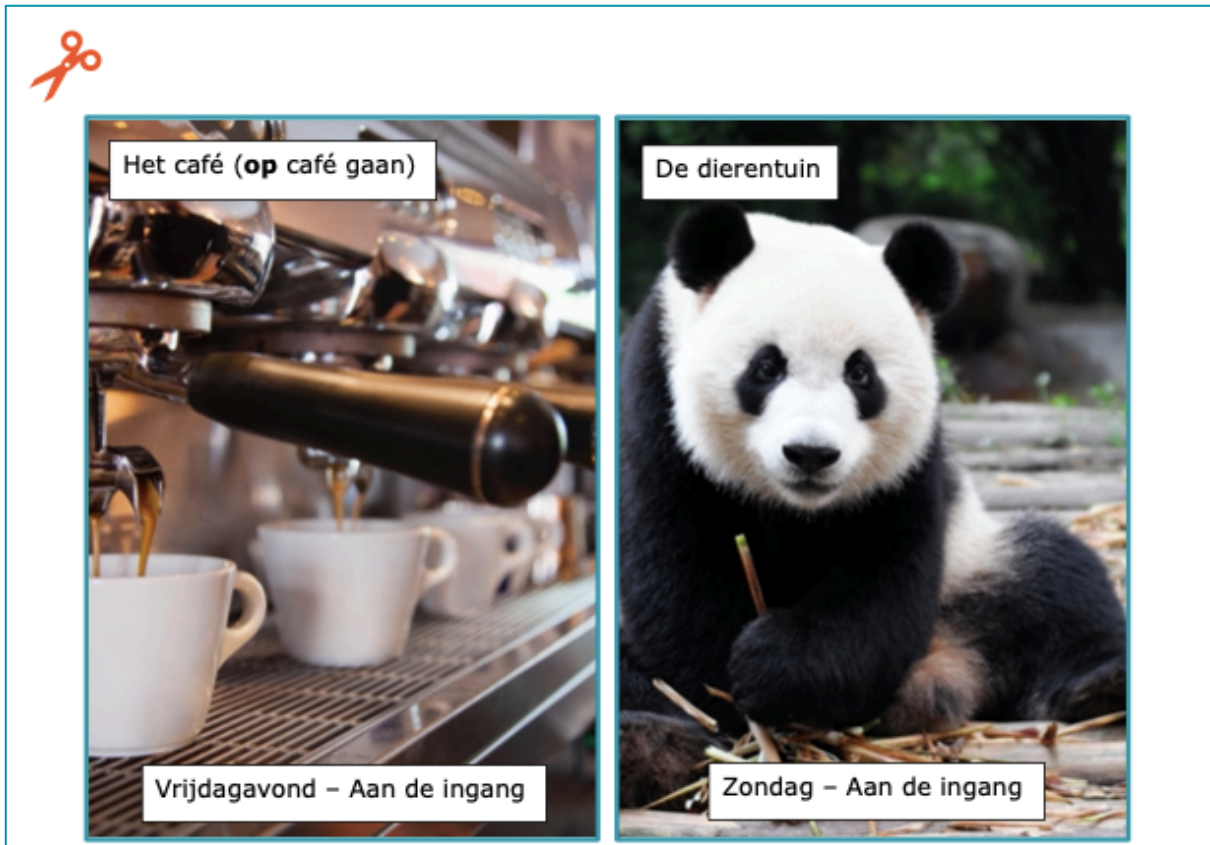 Het café (op café gaan)
De dierentuin
Vrijdagavond – Aan de ingang
Zondag – Aan de ingang